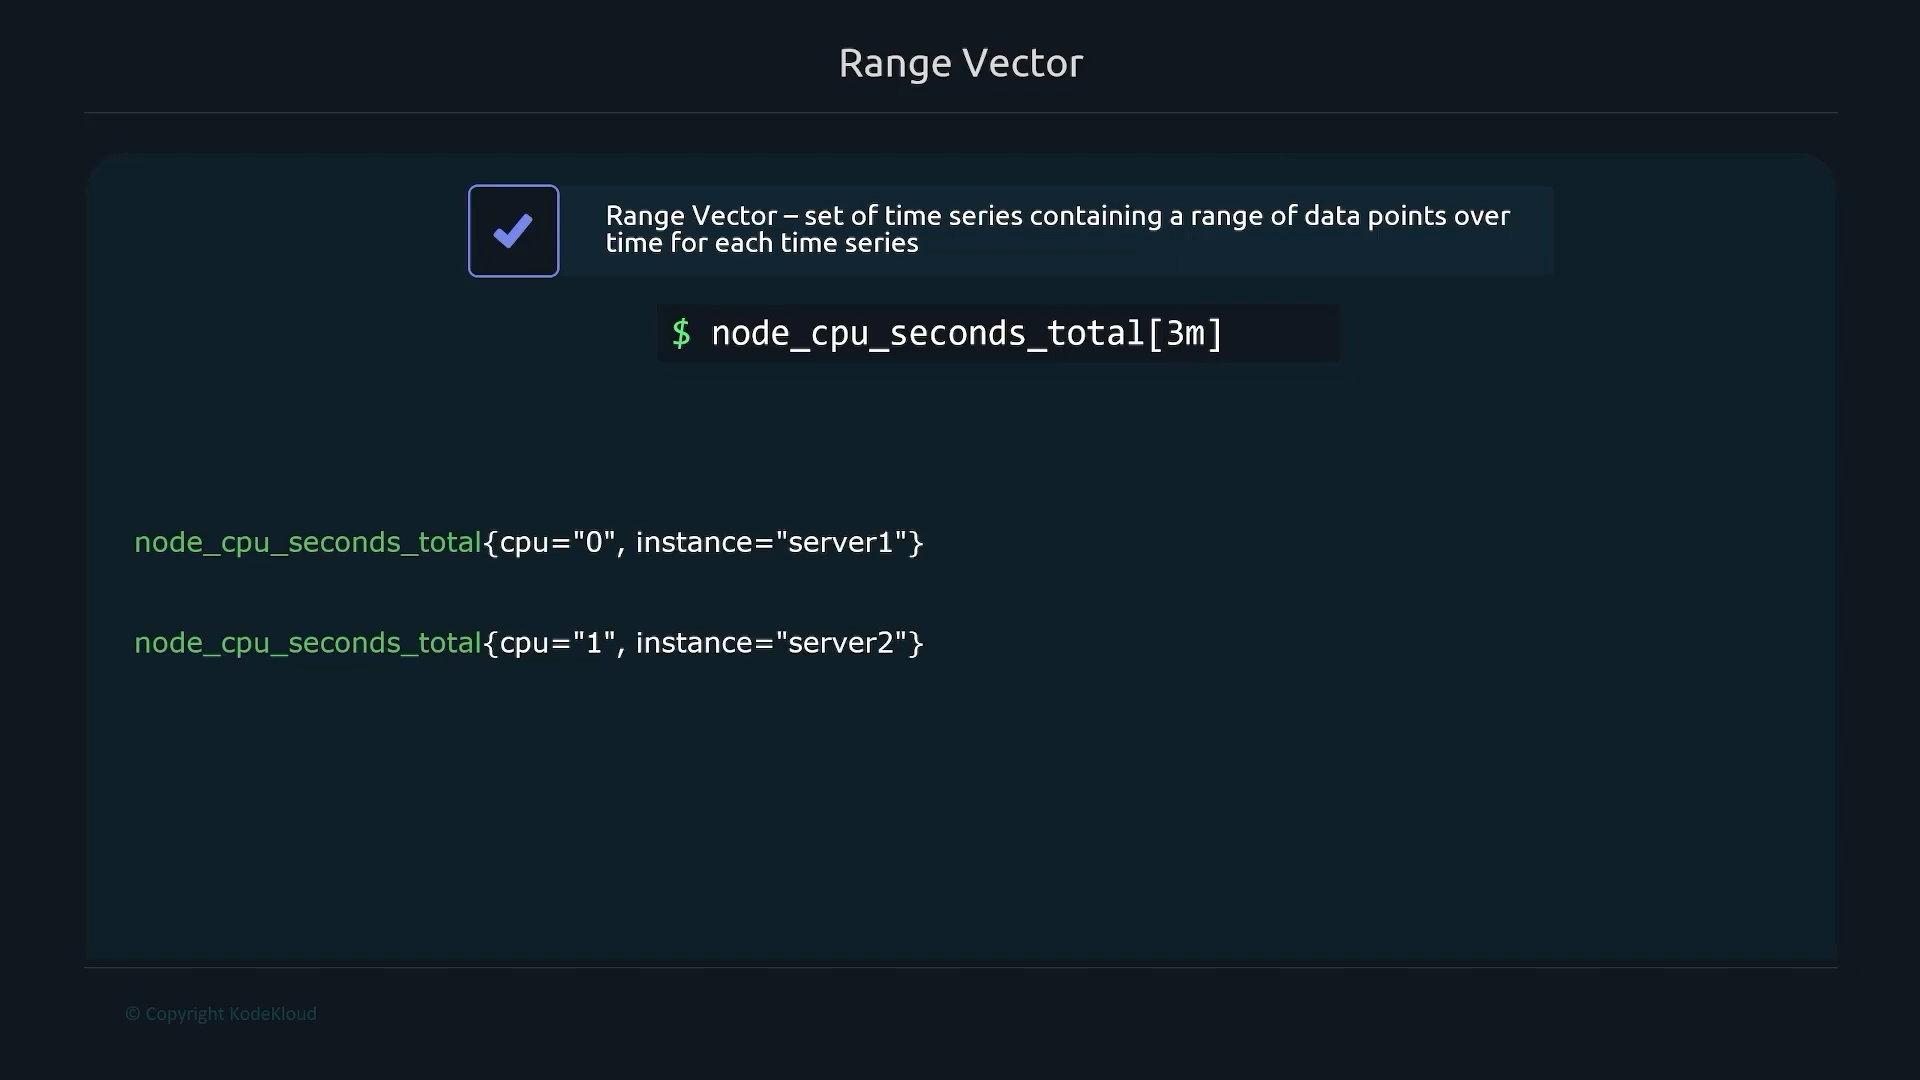 Range Vector
Range Vector – set of time series containing a range of data points over
time for each time series
$ node_cpu_seconds_total[3m]
node_cpu_seconds_total{cpu="0", instance="server1"}
node_cpu_seconds_total{cpu="1", instance="server2"}
© Copyright KodeKloud